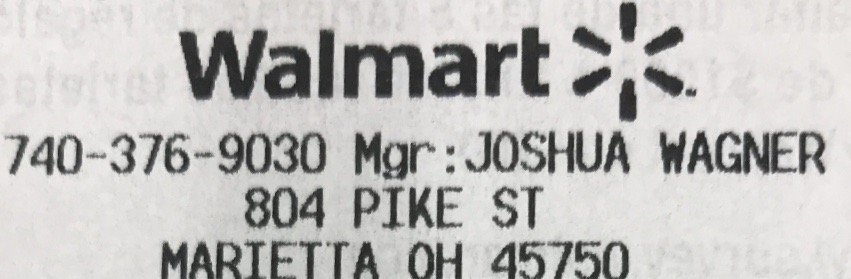 Walmart
740-376-9030 Mgr:JOSHUA WAGNER
804 PIKE ST
MARIETTA OH 45750